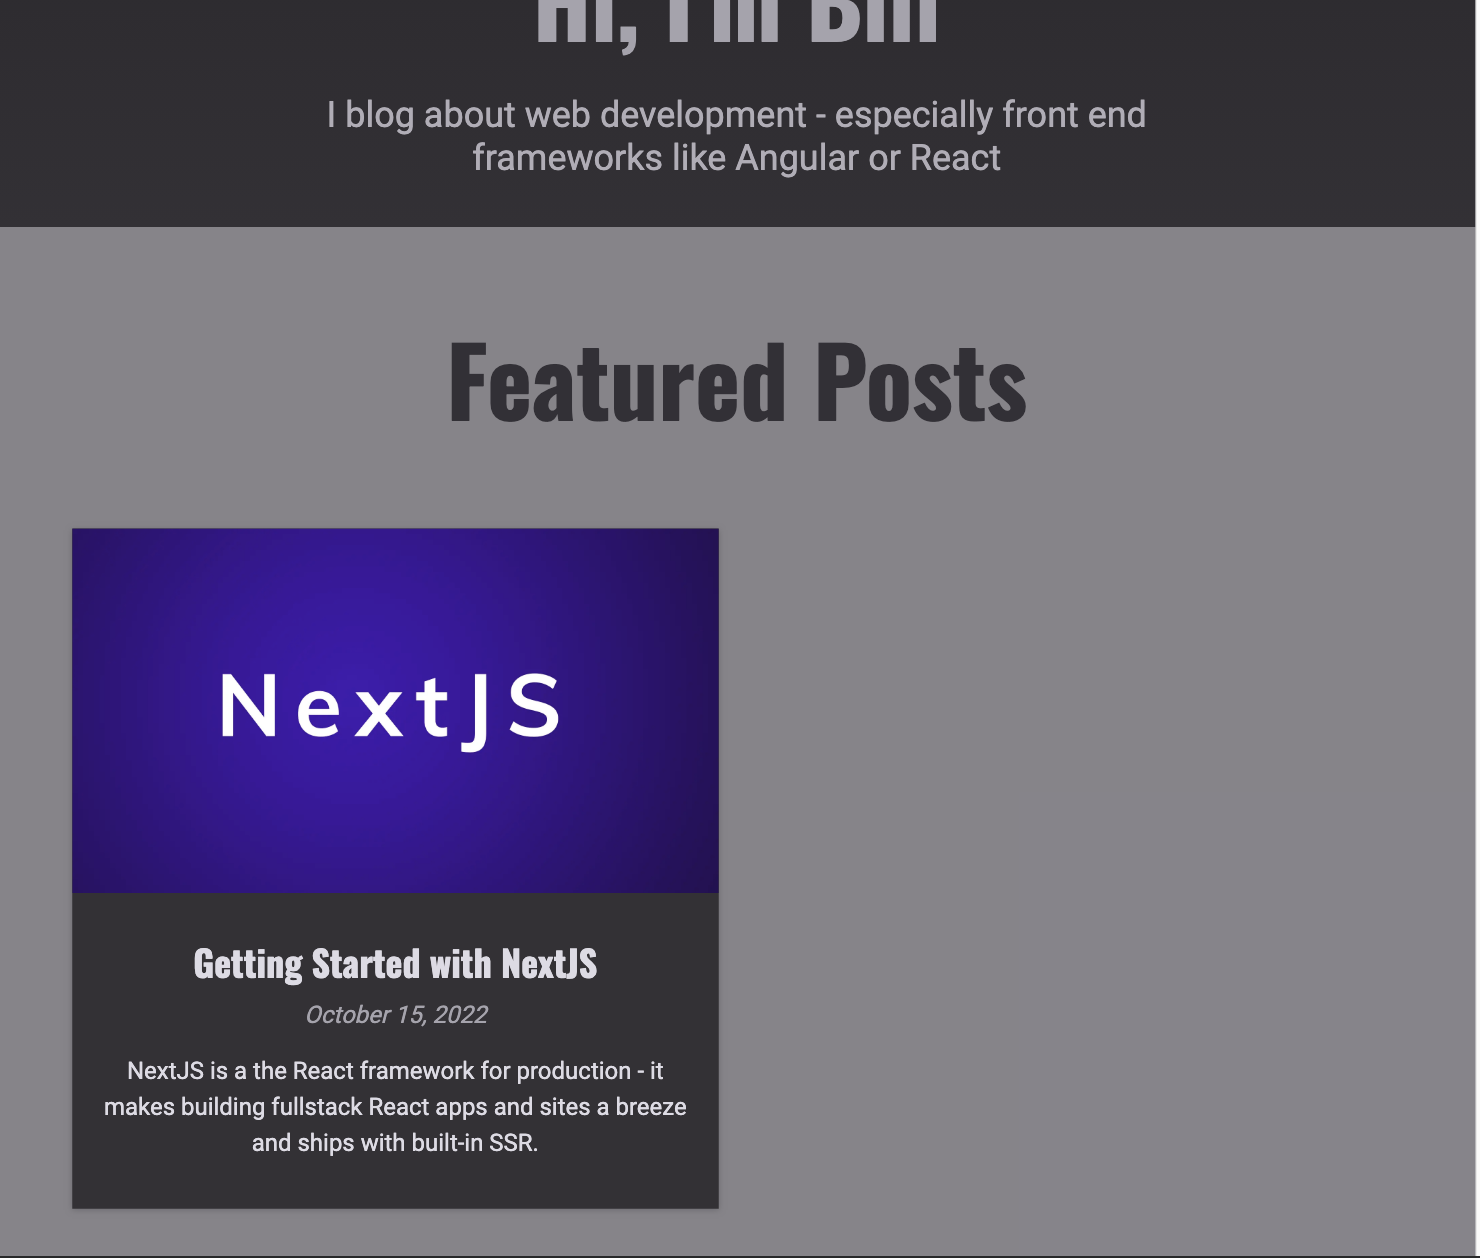 Hi, I'm Bill
I blog about web development - especially front end
frameworks like Angular or React
Featured Posts
NextJS
Getting Started with NextJS
October 15, 2022
NextJS is a the React framework for production - it
makes building fullstack React apps and sites a breeze
and ships with built-in SSR.